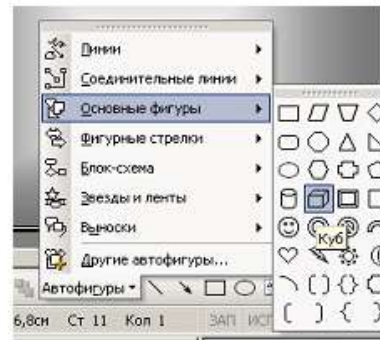 Линии
Соединительные линии
Основные фигуры
Фигурные стрелки
Блок-схема
Звезды и ленты
Выноски
Другие автофигуры...
Куб
Автофигуры
6,8см Ст 11 Кол 1 ЗАП ИСП